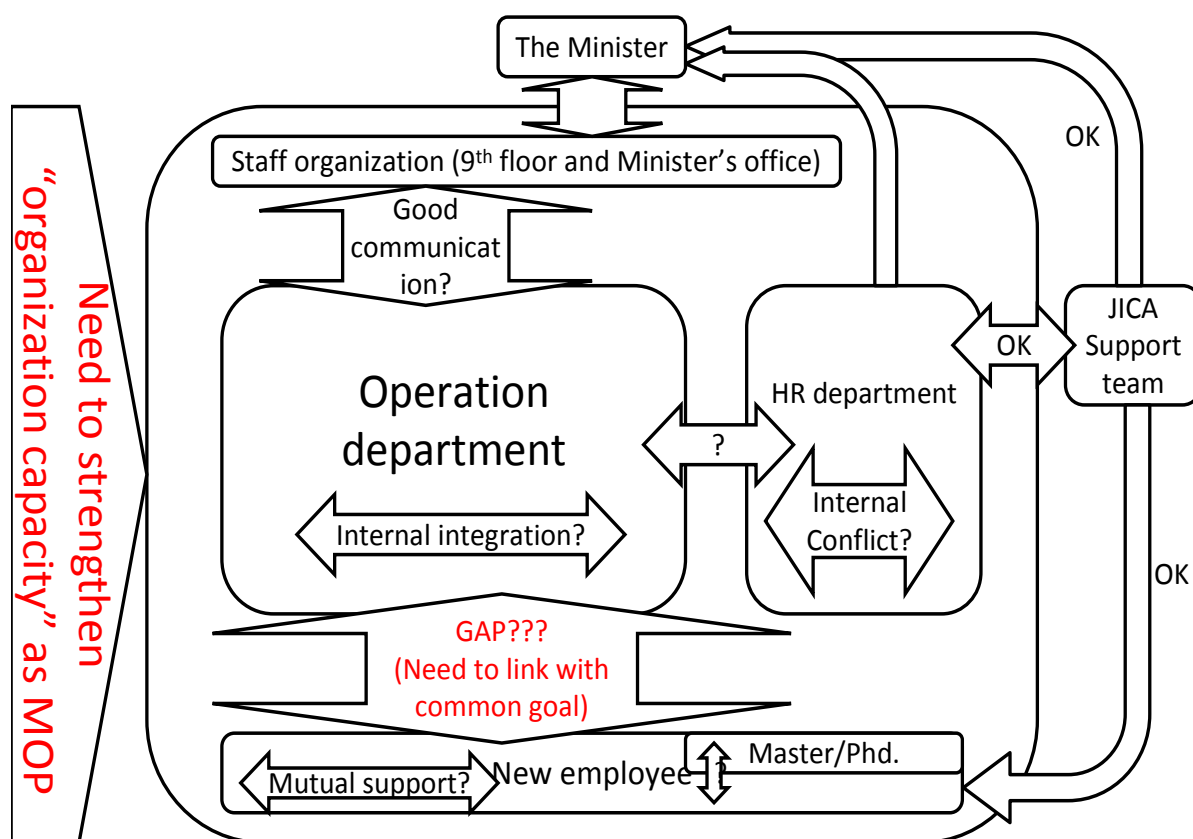 The Minister
OK
Staff organization (9th floor and Minister's office)
Good
communicat
ion?
Need to strengthen
"organization capacity" as MOP
Operation
department
HR department
OK
JICA
Support
team
?
Internal integration?
Internal
Conflict?
OK
GAP???
(Need to link with
common goal)
Mutual support?
New employee
?
Master/Phd.